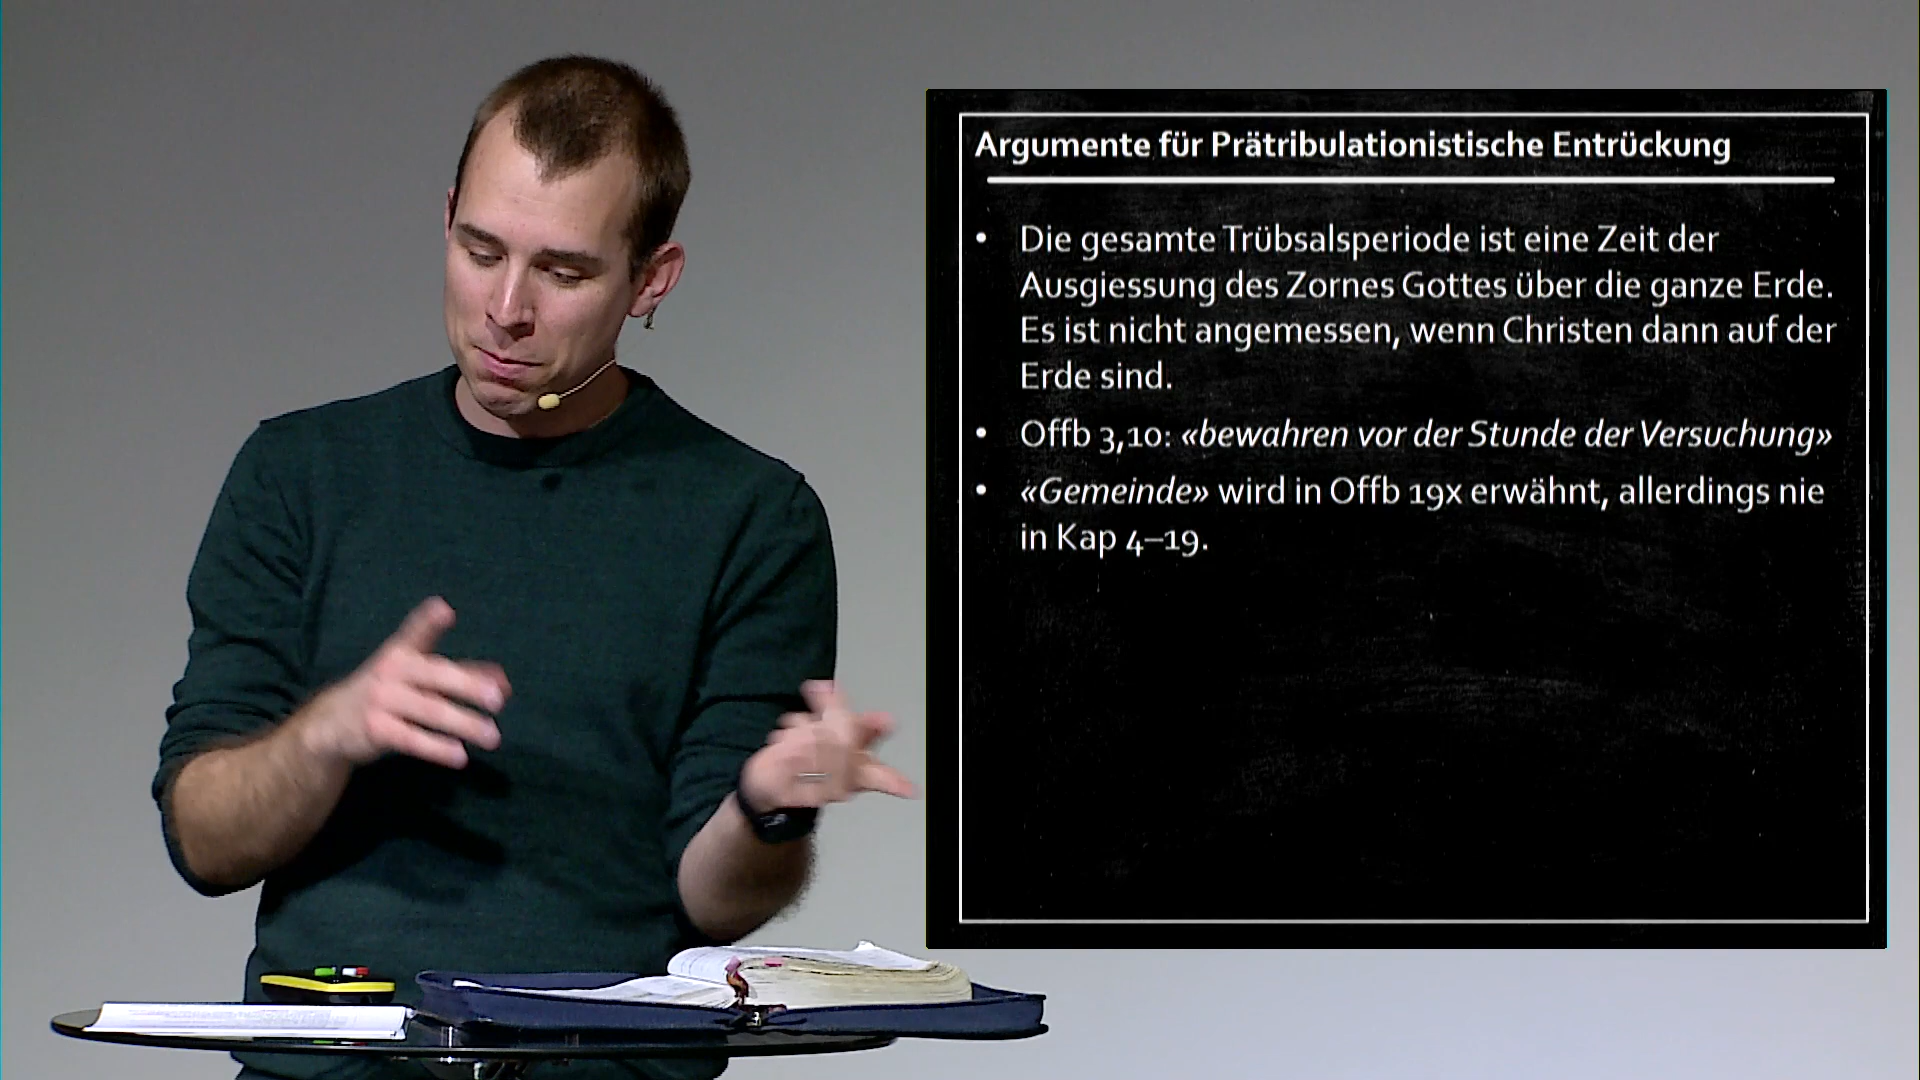 Argumente für Prätribulationistische Entrückung
• Die gesamte Trübsalsperiode ist eine Zeit der
Ausgiessung des Zornes Gottes über die ganze Erde.
Es ist nicht angemessen, wenn Christen dann auf der
Erde sind.
• Offb 3,10: «bewahren vor der Stunde der Versuchung»
• «Gemeinde» wird in Offb 19x erwähnt, allerdings nie
in Kap 4–19.